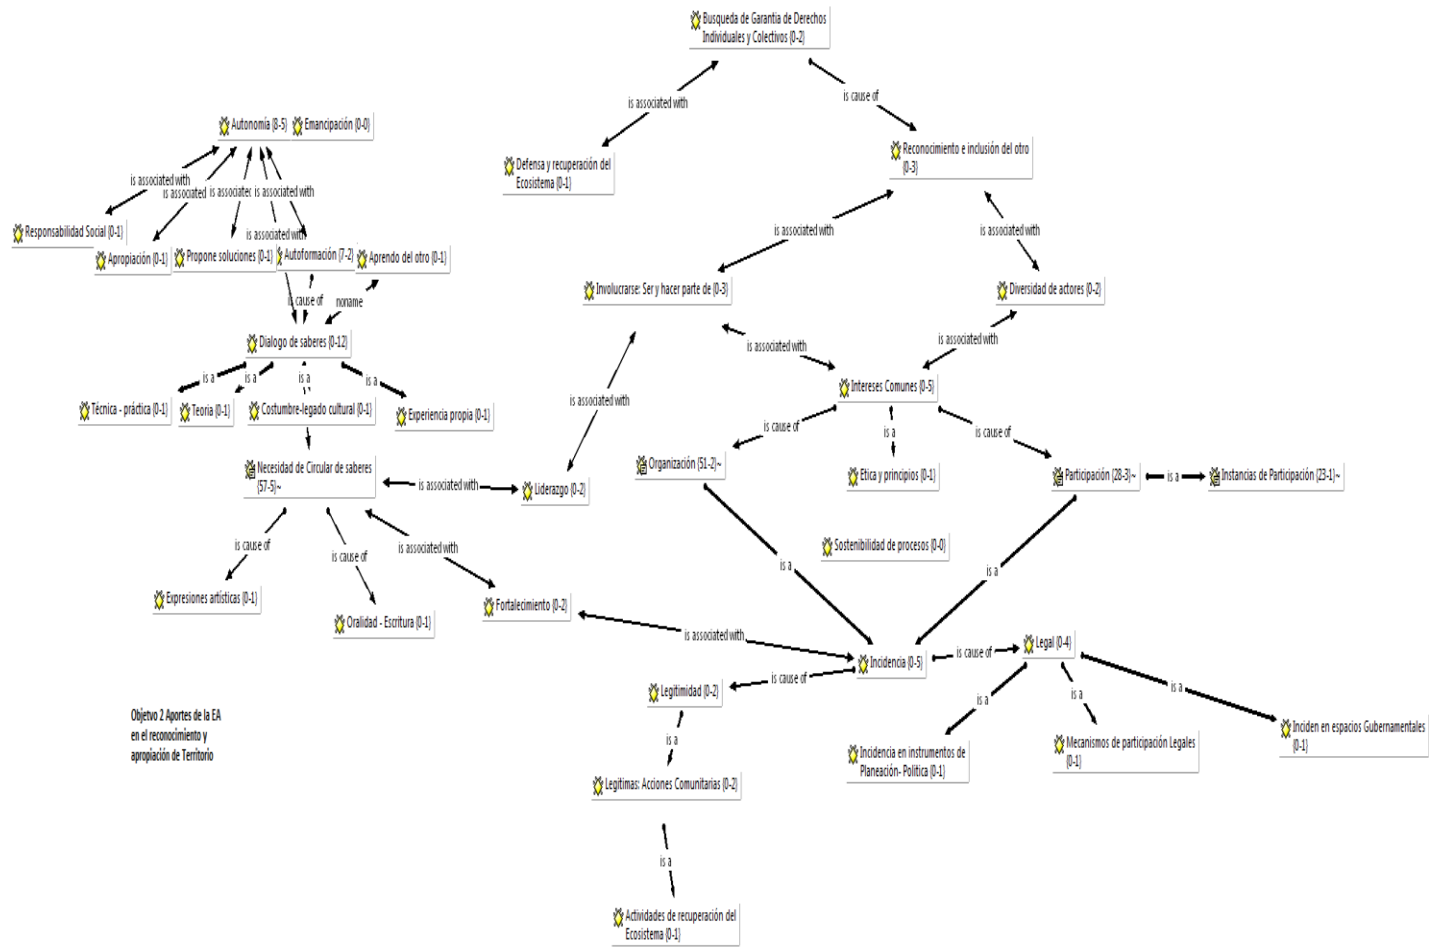 Busqueda de Garantia de Derechos
Individuales y Colectivos {0-2}
is associated with
is cause of
Autonomía {8-5}
Emancipación {0-0}
Reconocimiento e inclusión del otro
{0-3}
Defensa y recuperación del
Ecosistema {0-1}
is associated with
is associated
is associated
is associated with
is associated with
is associated with
is associated with
Responsabilidad Social {0-1}
Apropiación {0-1}
Propone soluciones {0-1}
Autoformación {7-2}
Aprendo del otro {0-1}
Involucrarse: Ser y hacer parte de {0-3}
Diversidad de actores {0-2}
is cause of
noname
is associated with
is associated with
Dialogo de saberes {0-12}
is a
is a
is a
is a
Intereses Comunes {0-5}
is associated with
Técnica - práctica {0-1}
Teoria {0-1}
Costumbre-legado cultural {0-1}
Experiencia propia {0-1}
is cause of
is a
is cause of
Necesidad de Circular de saberes
{57-5}~
is associated with
Liderazgo {0-2}
Organización {51-2}~
Etica y principios {0-1}
Participación {28-3}~
is a
Instancias de Participación {23-1}~
is cause of
is cause of
is associated with
Sostenibilidad de procesos {0-0}
is a
is a
Expresiones artísticas {0-1}
Oralidad - Escritura {0-1}
Fortalecimiento {0-2}
is associated with
Incidencia {0-5}
is cause of
Legal {0-4}
is cause of
Legitimidad {0-2}
is a
is a
is a
Objetvo 2 Aportes de la EA
en el reconocimiento y
apropiación de Territorio
is a
Incidencia en instrumentos de
Planeación- Política {0-1}
Mecanismos de participación Legales
{0-1}
Inciden en espacios Gubernamentales
{0-1}
Legitimas: Acciones Comunitarias {0-2}
is a
Actividades de recuperación del
Ecosistema {0-1}